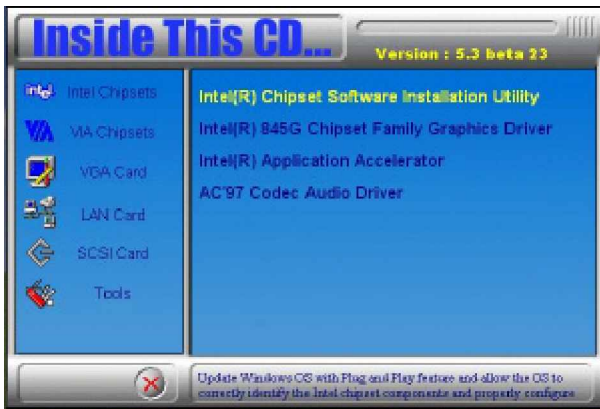 Inside This CD...
Version : 5.3 beta 23
intel Intel Chipsets
VIA VIA Chipsets
VGA Card
LAN Card
SCSI Card
Tools
Intel(R) Chipset Software Installation Utility
Intel(R) 845G Chipset Family Graphics Driver
Intel(R) Application Accelerator
AC'97 Codec Audio Driver
Update Windows OS with Plug and Play feature and allow the OS to
correctly identify the Intel chipset components and properly configure